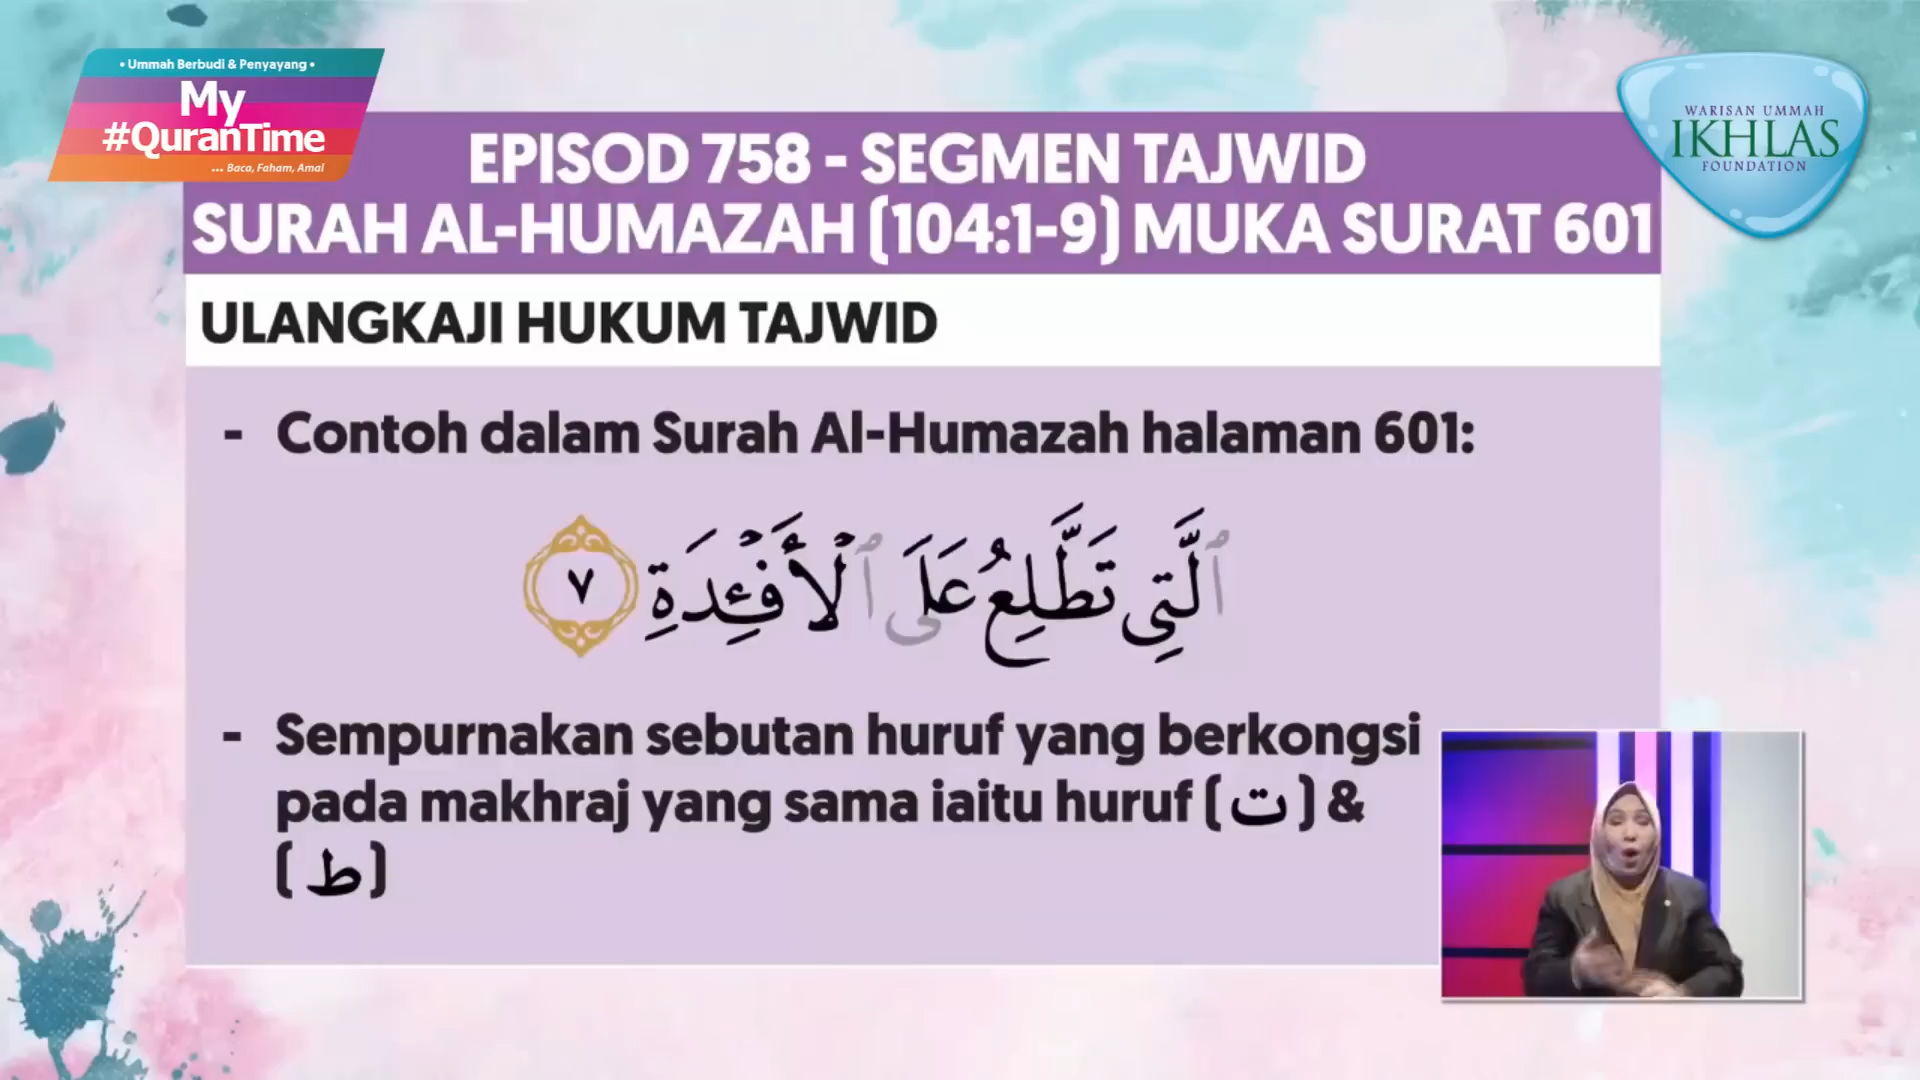 • Ummah Berbudi & Penyayang •
My
#QuranTime
... Baca, Faham, Amal
WARISAN UMMAH
IKHLAS
FOUNDATION
EPISOD 758 - SEGMEN TAJWID
SURAH AL-HUMAZAH (104:1-9) MUKA SURAT 601
ULANGKAJI HUKUM TAJWID
- Contoh dalam Surah Al-Humazah halaman 601:
ٱلَّتِي تَطَّلِعُ عَلَى ٱلْأَفْـِٔدَةِ ٧
- Sempurnakan sebutan huruf yang berkongsi
pada makhraj yang sama iaitu huruf (ت) &
(ط)